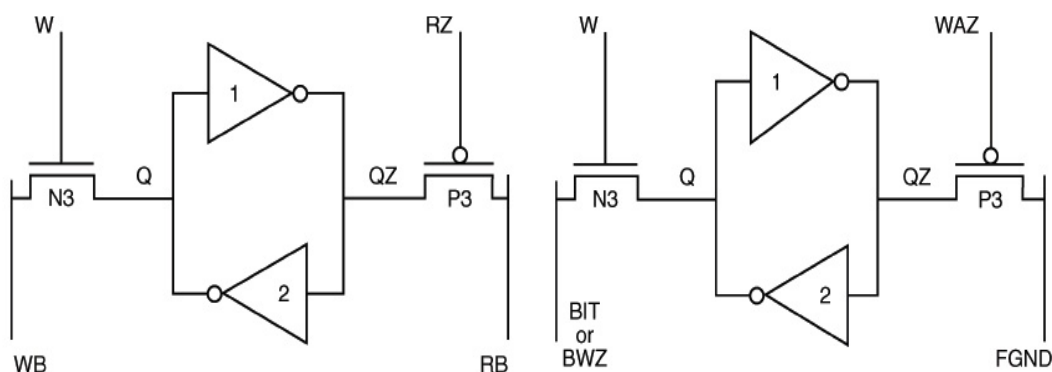 W
RZ
1
Q
QZ
N3
P3
2
WB
RB
W
WAZ
1
Q
QZ
N3
P3
2
BIT
or
BWZ
FGND